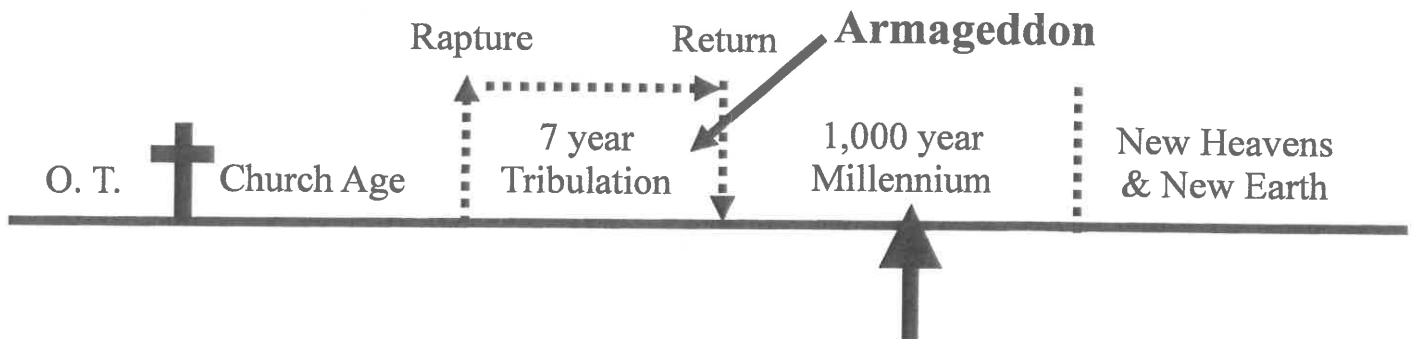 Rapture
Return
Armageddon
O. T.
Church Age
7 year
Tribulation
1,000 year
Millennium
New Heavens
& New Earth